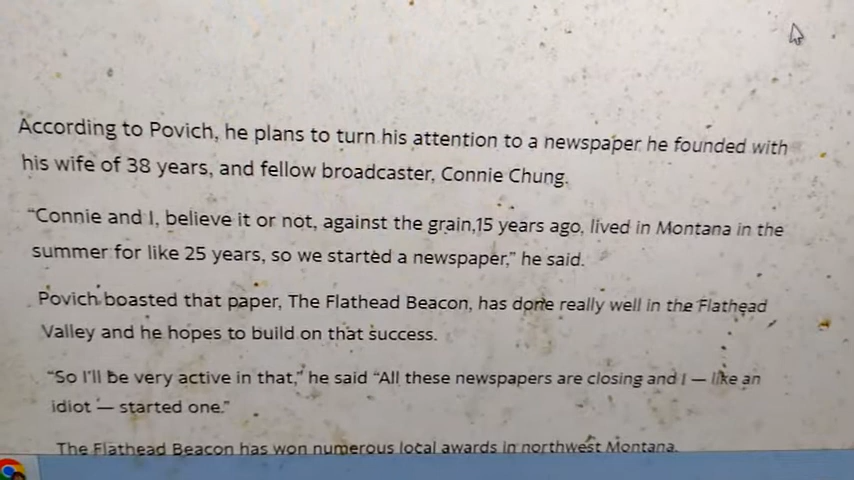 According to Povich, he plans to turn his attention to a newspaper he founded with
his wife of 38 years, and fellow broadcaster, Connie Chung.
“Connie and I, believe it or not, against the grain,15 years ago, lived in Montana in the
summer for like 25 years, so we started a newspaper,” he said.
Povich boasted that paper, The Flathead Beacon, has done really well in the Flathead
Valley and he hopes to build on that success.
“So I’ll be very active in that,” he said “All these newspapers are closing and I — like an
idiot — started one.”
The Flathead Beacon has won numerous local awards in northwest Montana.